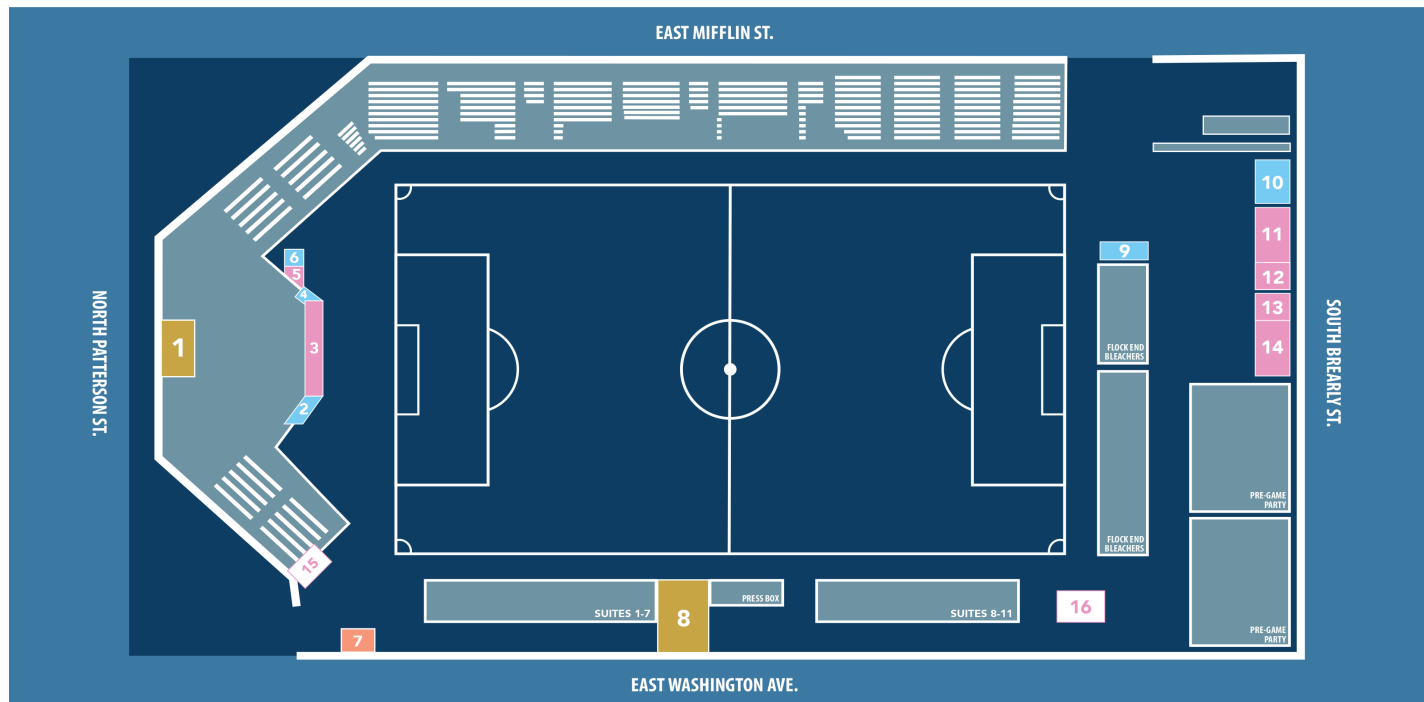 EAST MIFFLIN ST.
10
11
6
9
5
12
4
13
NORTH PATTERSON ST.
1
3
FLOCK END
BLEACHERS
14
SOUTH BREARLY ST.
2
PRE-GAME
PARTY
FLOCK END
BLEACHERS
15
PRESS BOX
16
SUITES 1-7
8
SUITES 8-11
7
PRE-GAME
PARTY
EAST WASHINGTON AVE.